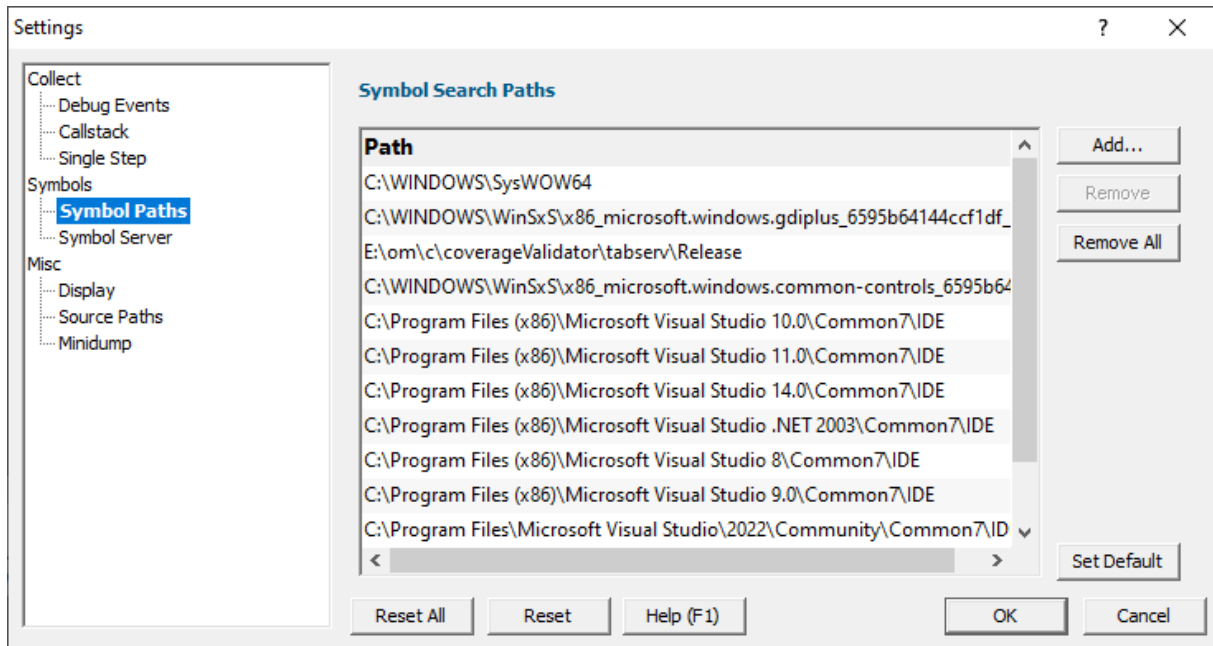 Settings
?
Collect
Debug Events
Callstack
Single Step
Symbols
Symbol Paths
Symbol Server
Misc
Display
Source Paths
Minidump
Symbol Search Paths
Path
C:\WINDOWS\SysWOW64
C:\WINDOWS\WinSxS\x86_microsoft.windows.gdiplus_6595b64144ccf1df_
E:\om\c\coverageValidator\tabserv\Release
C:\WINDOWS\WinSxS\x86_microsoft.windows.common-controls_6595b64
C:\Program Files (x86)\Microsoft Visual Studio 10.0\Common7\IDE
C:\Program Files (x86)\Microsoft Visual Studio 11.0\Common7\IDE
C:\Program Files (x86)\Microsoft Visual Studio 14.0\Common7\IDE
C:\Program Files (x86)\Microsoft Visual Studio .NET 2003\Common7\IDE
C:\Program Files (x86)\Microsoft Visual Studio 8\Common7\IDE
C:\Program Files (x86)\Microsoft Visual Studio 9.0\Common7\IDE
C:\Program Files\Microsoft Visual Studio\2022\Community\Common7\ID
Add...
Remove
Remove All
Set Default
Reset All
Reset
Help (F1)
OK
Cancel